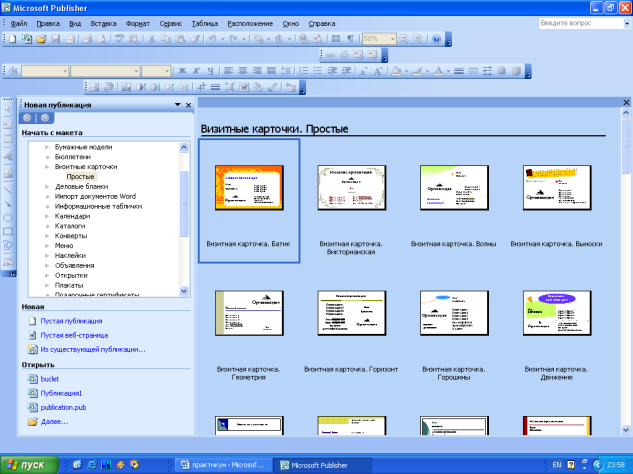 Microsoft Publisher
Файл Правка Вид Вставка Формат Сервис Таблица Расположение Окно Справка
Введите вопрос
50%
Ж К Ч
Новая публикация
Начать с макета
Бумажные модели
Бюллетени
Визитные карточки
Простые
Деловые бланки
Импорт документов Word
Информационные таблички
Календари
Каталоги
Конверты
Меню
Наклейки
Объявления
Открытки
Плакаты
Подарочные сертификаты
Новая
Пустая публикация
Пустая веб-страница
Из существующей публикации...
Открыть
buclet
Публикация1
publication.pub
Далее...
Визитные карточки. Простые
Визитная карточка. Батик
Визитная карточка. Викторианская
Визитная карточка. Волны
Визитная карточка. Выноски
Организация
Организация
Организация
Визитная карточка. Геометрия
Визитная карточка. Горизонт
Визитная карточка. Горошины
Визитная карточка. Движение
пуск
практикум - Microsof...
Microsoft Publisher
EN
23:58